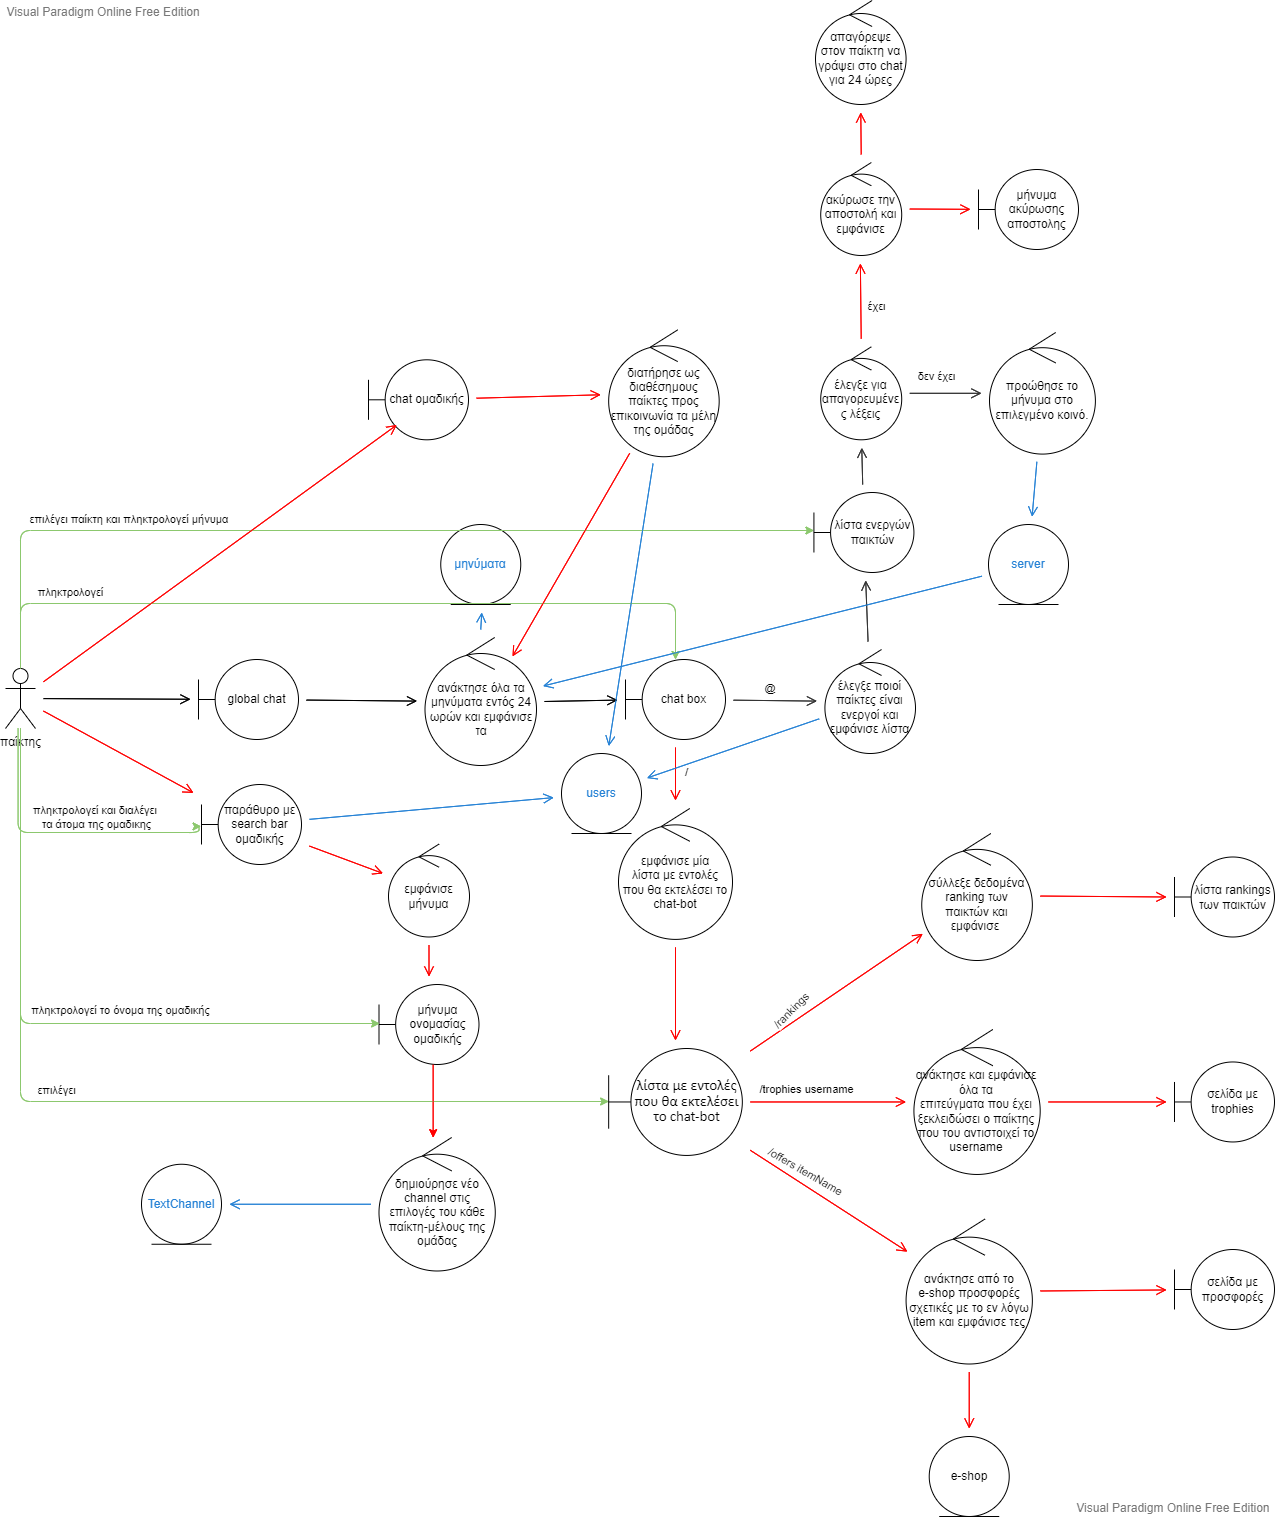 Visual Paradigm Online Free Edition
απαγόρεψε
στον παίκτη να
γράψει στο chat
για 24 ώρες
ακύρωσε την
αποστολή και
εμφάνισε
μήνυμα
ακύρωσης
αποστολης
έχει
chat ομαδικής
διατήρησε ως
διαθέσημους
παίκτες προς
επικοινωνία τα μέλη
της ομάδας
έλεγξε για
απαγορευμένε
ς λέξεις
δεν έχει
προώθησε το
μήνυμα στο
επιλεγμένο κοινό.
επιλέγει παίκτη και πληκτρολογεί μήνυμα
λίστα ενεργών
παικτών
μηνύματα
server
πληκτρολογεί
παίκτης
global chat
ανάκτησε όλα τα
μηνύματα εντός 24
ωρών και εμφάνισε
τα
chat box
@
έλεγξε ποιοί
παίκτες είναι
ενεργοί και
εμφάνισε λίστα
/
users
πληκτρολογεί και διαλέγει
τα άτομα της ομαδικης
παράθυρο με
search bar
ομαδικής
εμφάνισε
μήνυμα
εμφάνισε μία
λίστα με εντολές
που θα εκτελέσει το
chat-bot
σύλλεξε δεδομένα
ranking των
παικτών και
εμφάνισε
λίστα rankings
των παικτών
πληκτρολογεί το όνομα της ομαδικής
μήνυμα
ονομασίας
ομαδικής
/rankings
επιλέγει
λίστα με εντολές
που θα εκτελέσει
το chat-bot
/trophies username
ανάκτησε και εμφάνισε
όλα τα
επιτεύγματα που έχει
ξεκλειδώσει ο παίκτης
που του αντιστοιχεί το
username
σελίδα με
trophies
/offers itemName
TextChannel
δημιούρησε νέο
channel στις
επιλογές του κάθε
παίκτη-μέλους της
ομάδας
ανάκτησε από το
e-shop προσφορές
σχετικές με το εν λόγω
item και εμφάνισε τες
σελίδα με
προσφορές
e-shop
Visual Paradigm Online Free Edition